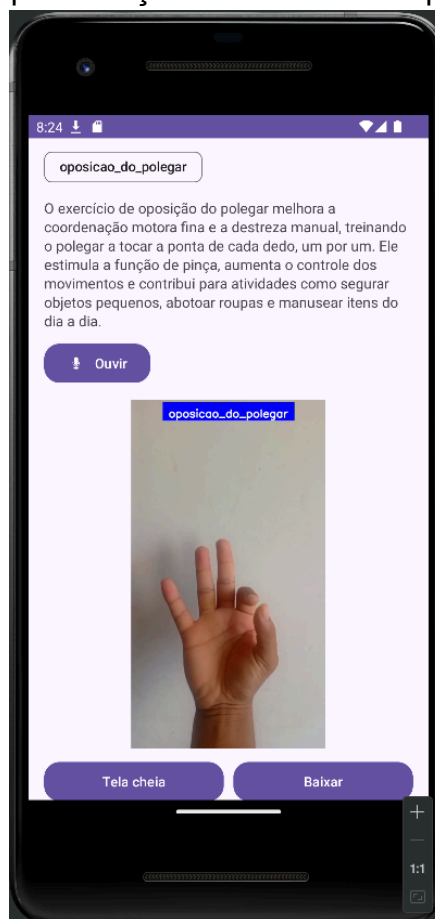 8:24
oposicao_do_polegar
O exercício de oposição do polegar melhora a
coordenação motora fina e a destreza manual, treinando
o polegar a tocar a ponta de cada dedo, um por um. Ele
estimula a função de pinça, aumenta o controle dos
movimentos e contribui para atividades como segurar
objetos pequenos, abotoar roupas e manusear itens do
dia a dia.
Ouvir
oposicao_do_polegar
Tela cheia Baixar
1:1